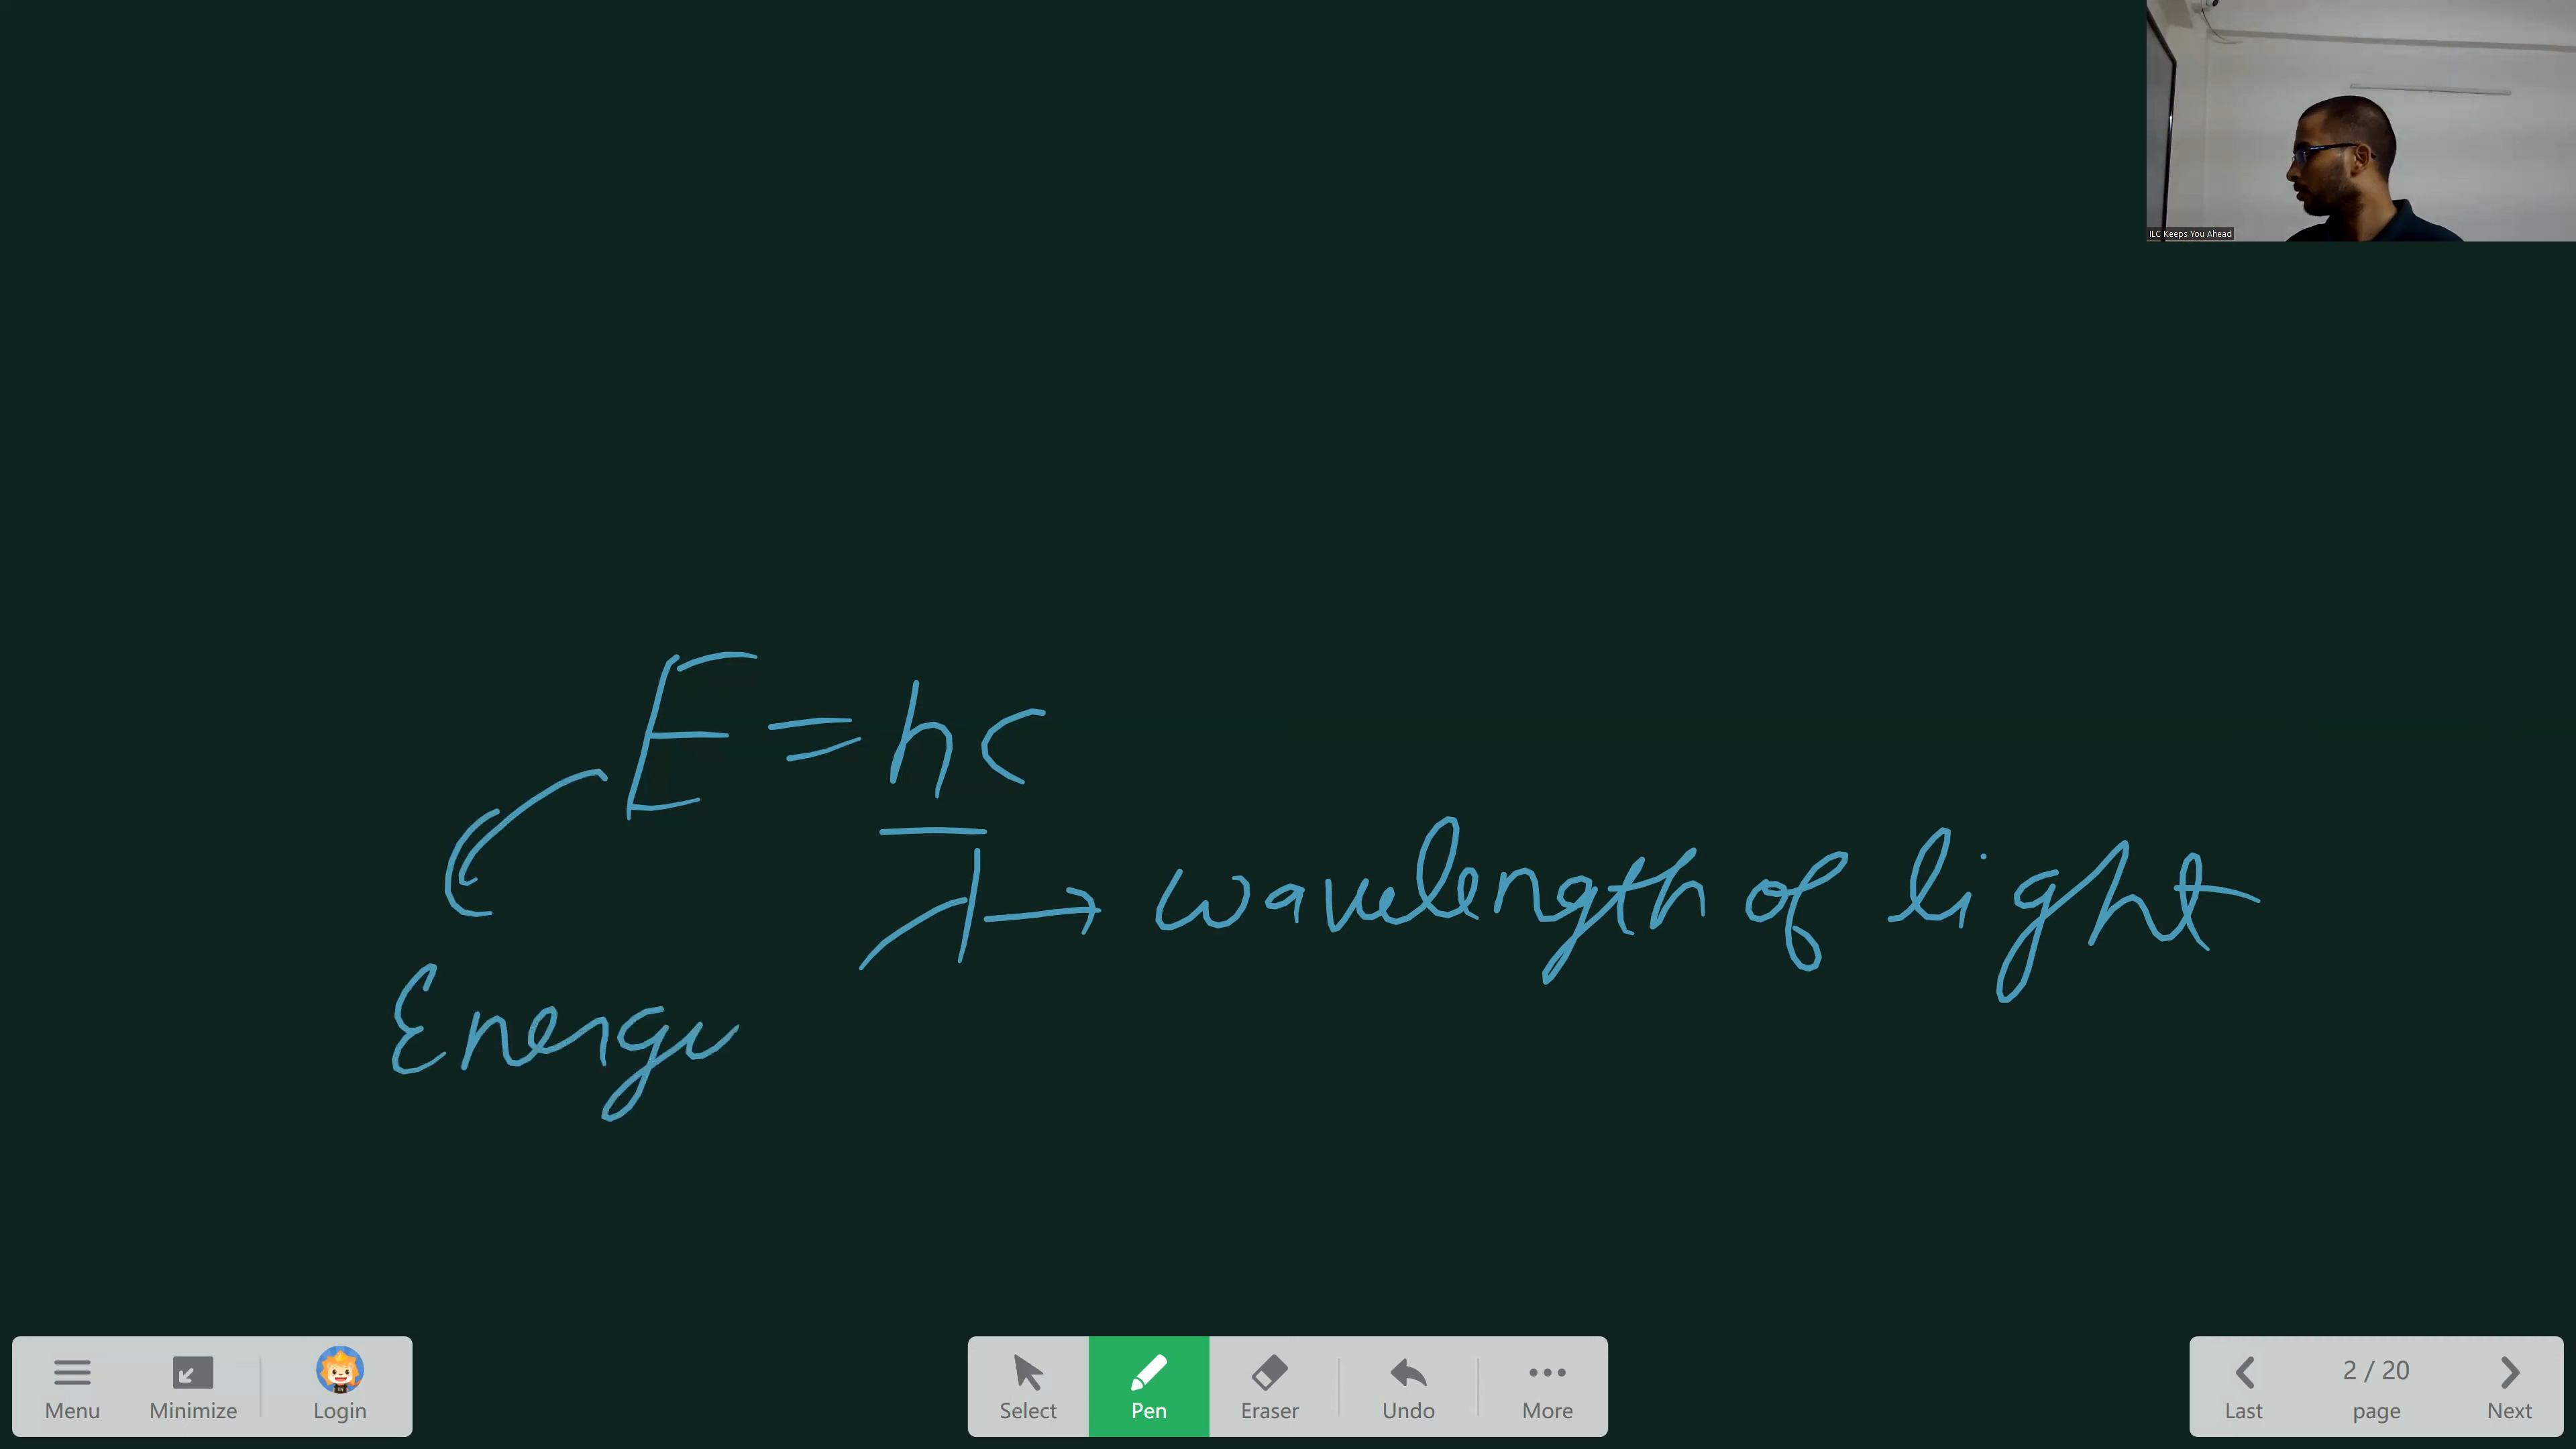 ILC Keeps You Ahead
E = hc
λ → wavelength of light
Energy
Menu Minimize Login Select Pen Eraser Undo More Last 2 / 20 page Next